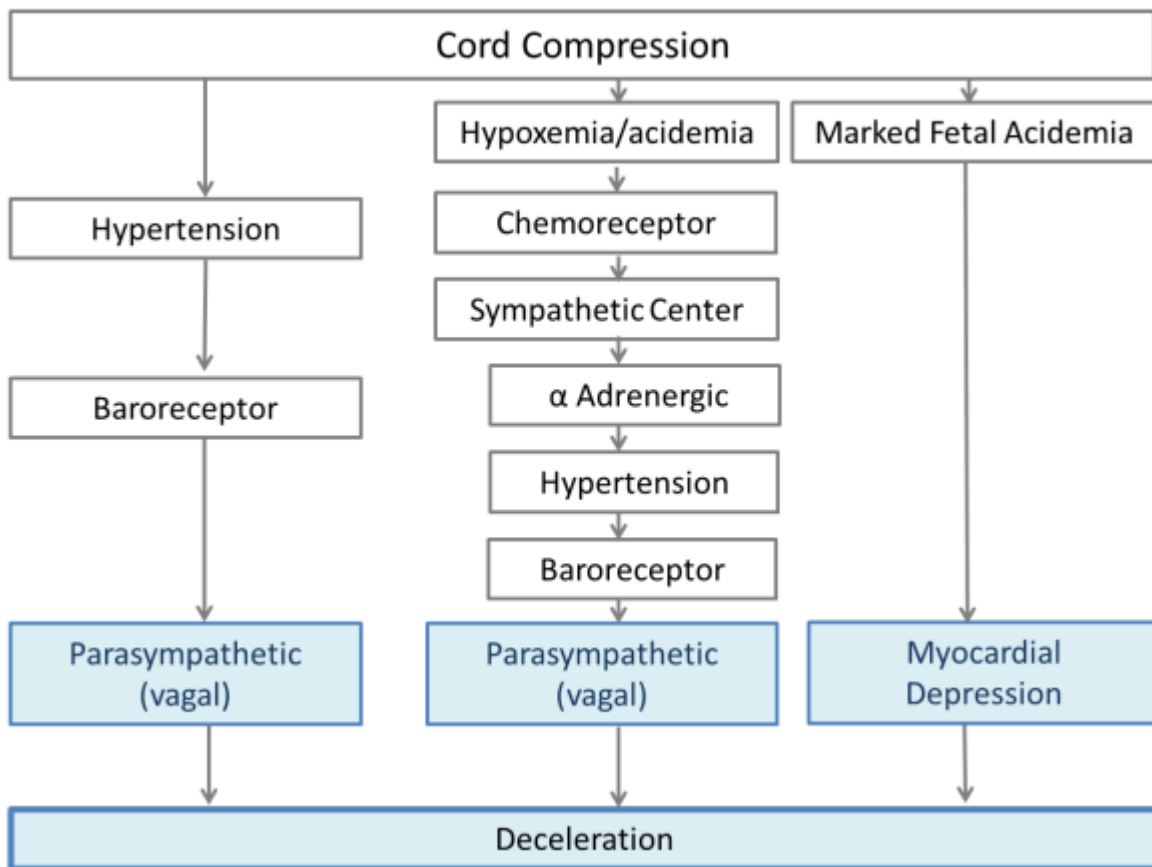 Cord Compression
Hypoxemia/acidemia
Marked Fetal Acidemia
Hypertension
Chemoreceptor
Sympathetic Center
Baroreceptor
α Adrenergic
Hypertension
Baroreceptor
Parasympathetic
(vagal)
Parasympathetic
(vagal)
Myocardial
Depression
Deceleration